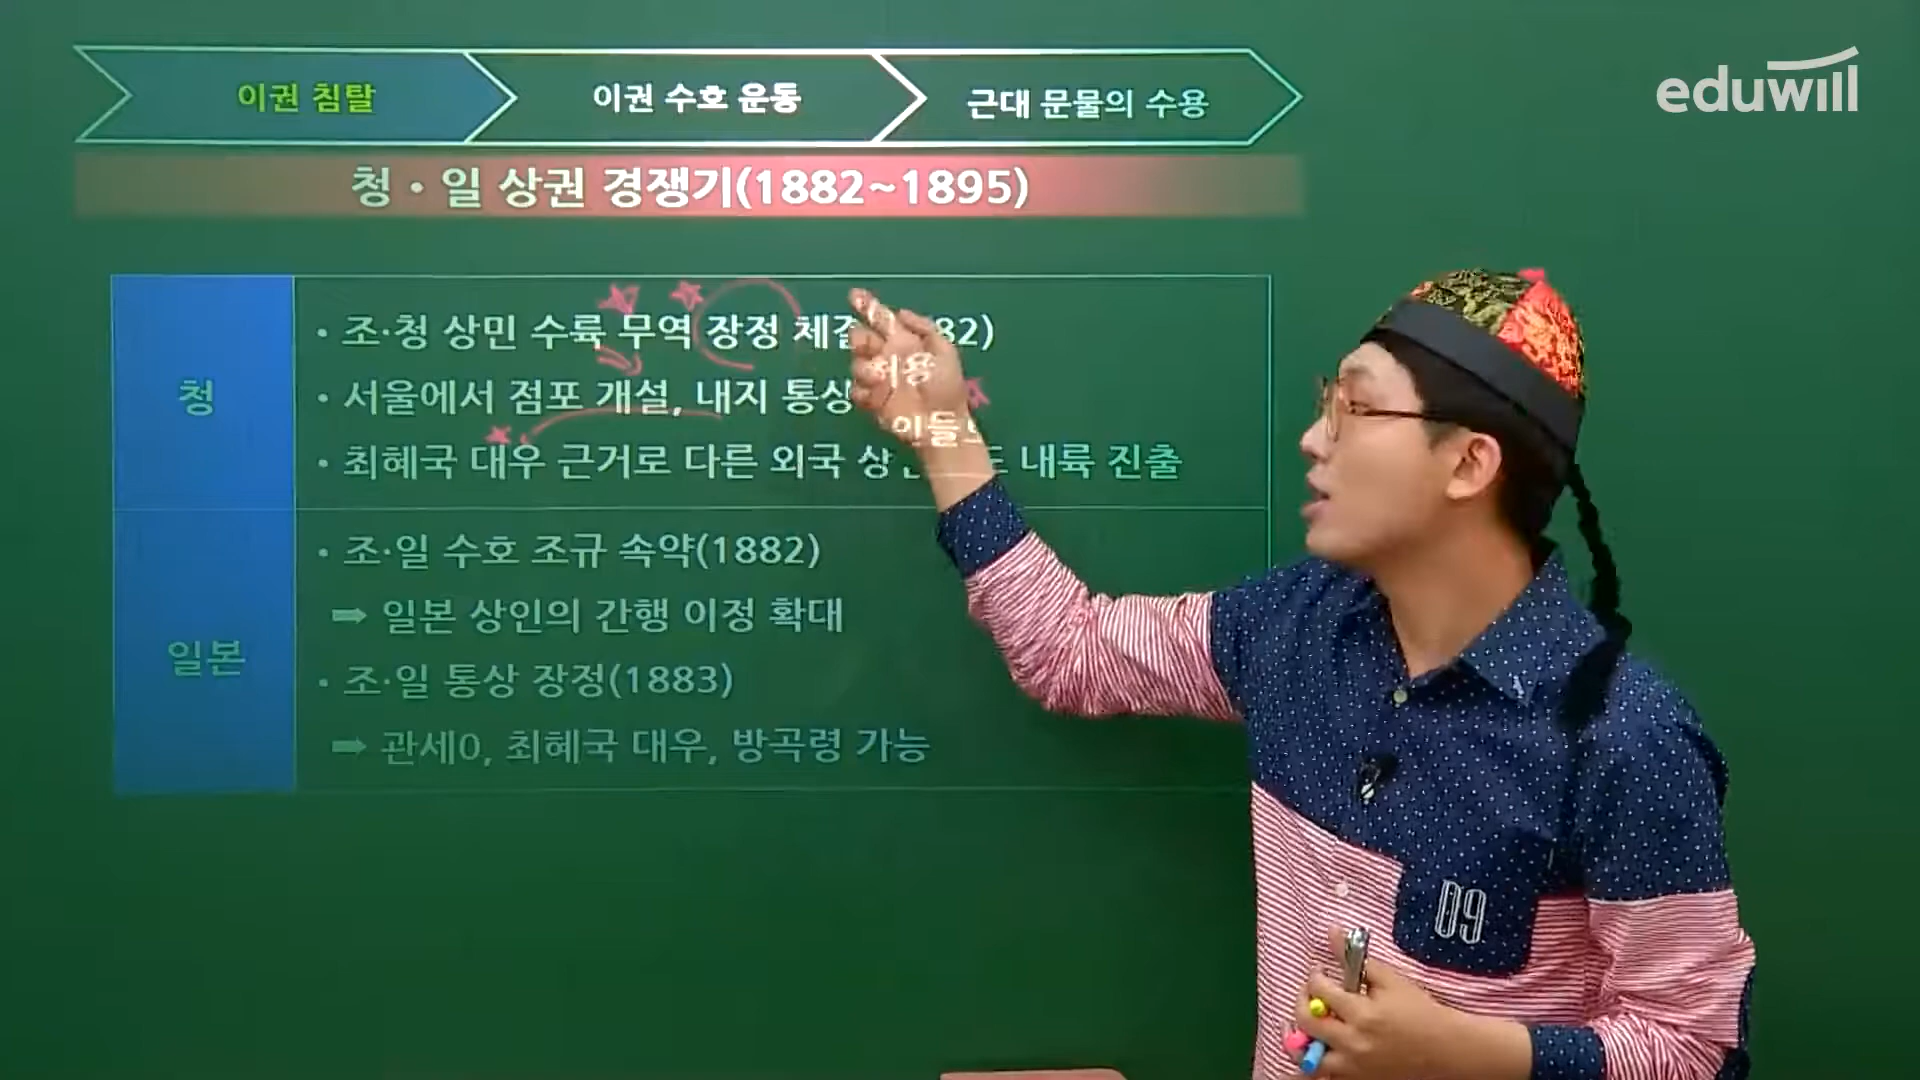 이권 침탈
이권 수호 운동
근대 문물의 수용
eduwill
청·일 상권 경쟁기(1882~1895)
청
• 조·청 상민 수륙 무역 장정 체결 82)
• 서울에서 점포 개설, 내지 통상 허용
• 최혜국 대우 근거로 다른 외국 상인들도 내륙 진출
일본
• 조·일 수호 조규 속약(1882)
➡ 일본 상인의 간행 이정 확대
• 조·일 통상 장정(1883)
➡ 관세0, 최혜국 대우, 방곡령 가능
09